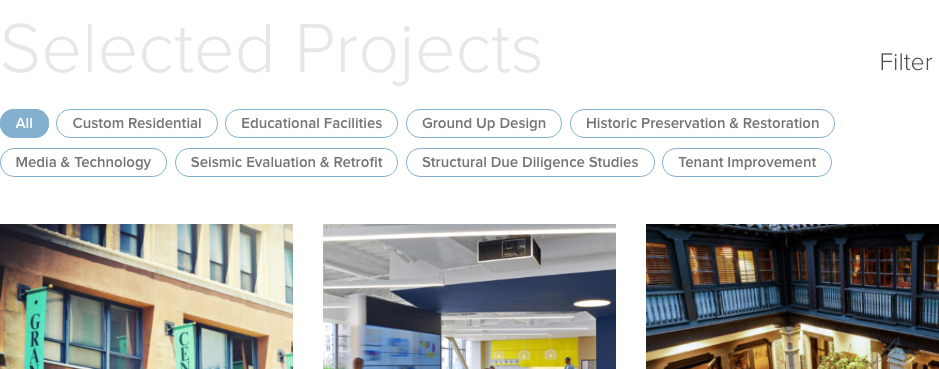 Selected Projects
Filter
All Custom Residential Educational Facilities Ground Up Design Historic Preservation & Restoration
Media & Technology Seismic Evaluation & Retrofit Structural Due Diligence Studies Tenant Improvement
GRAN
CEN